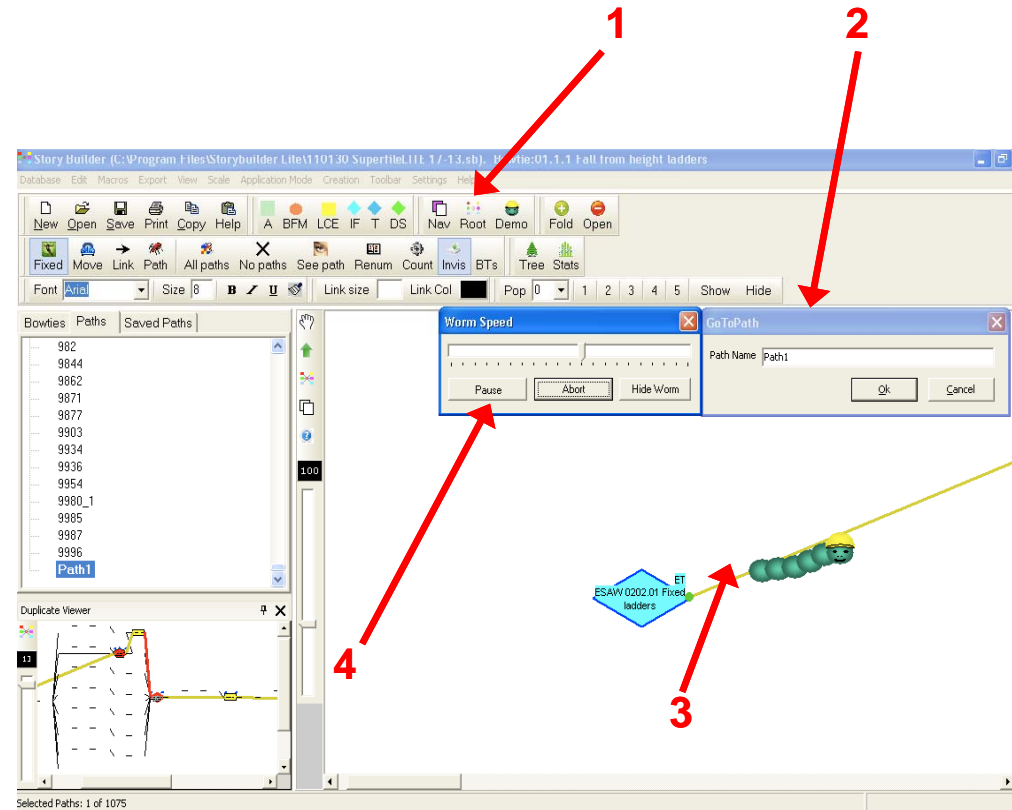 1
2
Story Builder (C:\Program Files\Storybuilder Lite\110130 SuperfileLITE 17-13.sb). Bowtie:01.1.1 Fall from height ladders
Database Edit Macros Export View Scale Application Mode Creation Toolbar Settings Help
New Open Save Print Copy Help A BFM LCE IF T DS Nav Root Demo Fold Open
Fixed Move Link Path All paths No paths See path Renum Count Invis BTs Tree Stats
Font Arial Size 8 B I U Link size Link Col Pop 0 1 2 3 4 5 Show Hide
Bowties Paths Saved Paths
982
9844
9862
9871
9877
9903
9934
9936
9954
9980_1
9985
9987
9996
Path1
100
Worm Speed
Pause Abort Hide Worm
GoToPath
Path Name Path1
Ok Cancel
ET
ESAW 0202.01 Fixed
ladders
Duplicate Viewer
13
4
3
Selected Paths: 1 of 1075